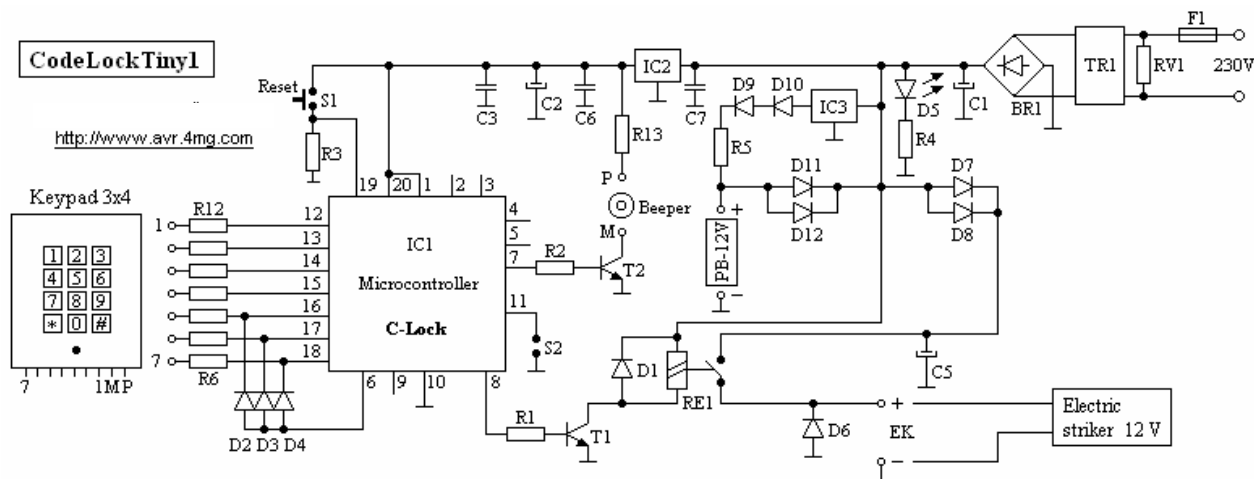 CodeLockTiny1
http://www.avr.4mg.com
Reset
S1
R3
C3
C2
C6
IC2
R13
C7
D9
D10
IC3
R5
D5
R4
C1
BR1
TR1
RV1
F1
230V
D11
D12
D7
D8
PB-12V
+
−
P
Beeper
M
T2
R2
19
20
1
2
3
4
5
7
11
S2
12
13
14
15
16
17
18
6
9
10
8
IC1
Microcontroller
C-Lock
Keypad 3x4
1 2 3
4 5 6
7 8 9
* 0 #
7 1MP
R12
1
7
R6
D2 D3 D4
R1
T1
D1
RE1
C5
D6
+
EK
−
Electric
striker 12 V